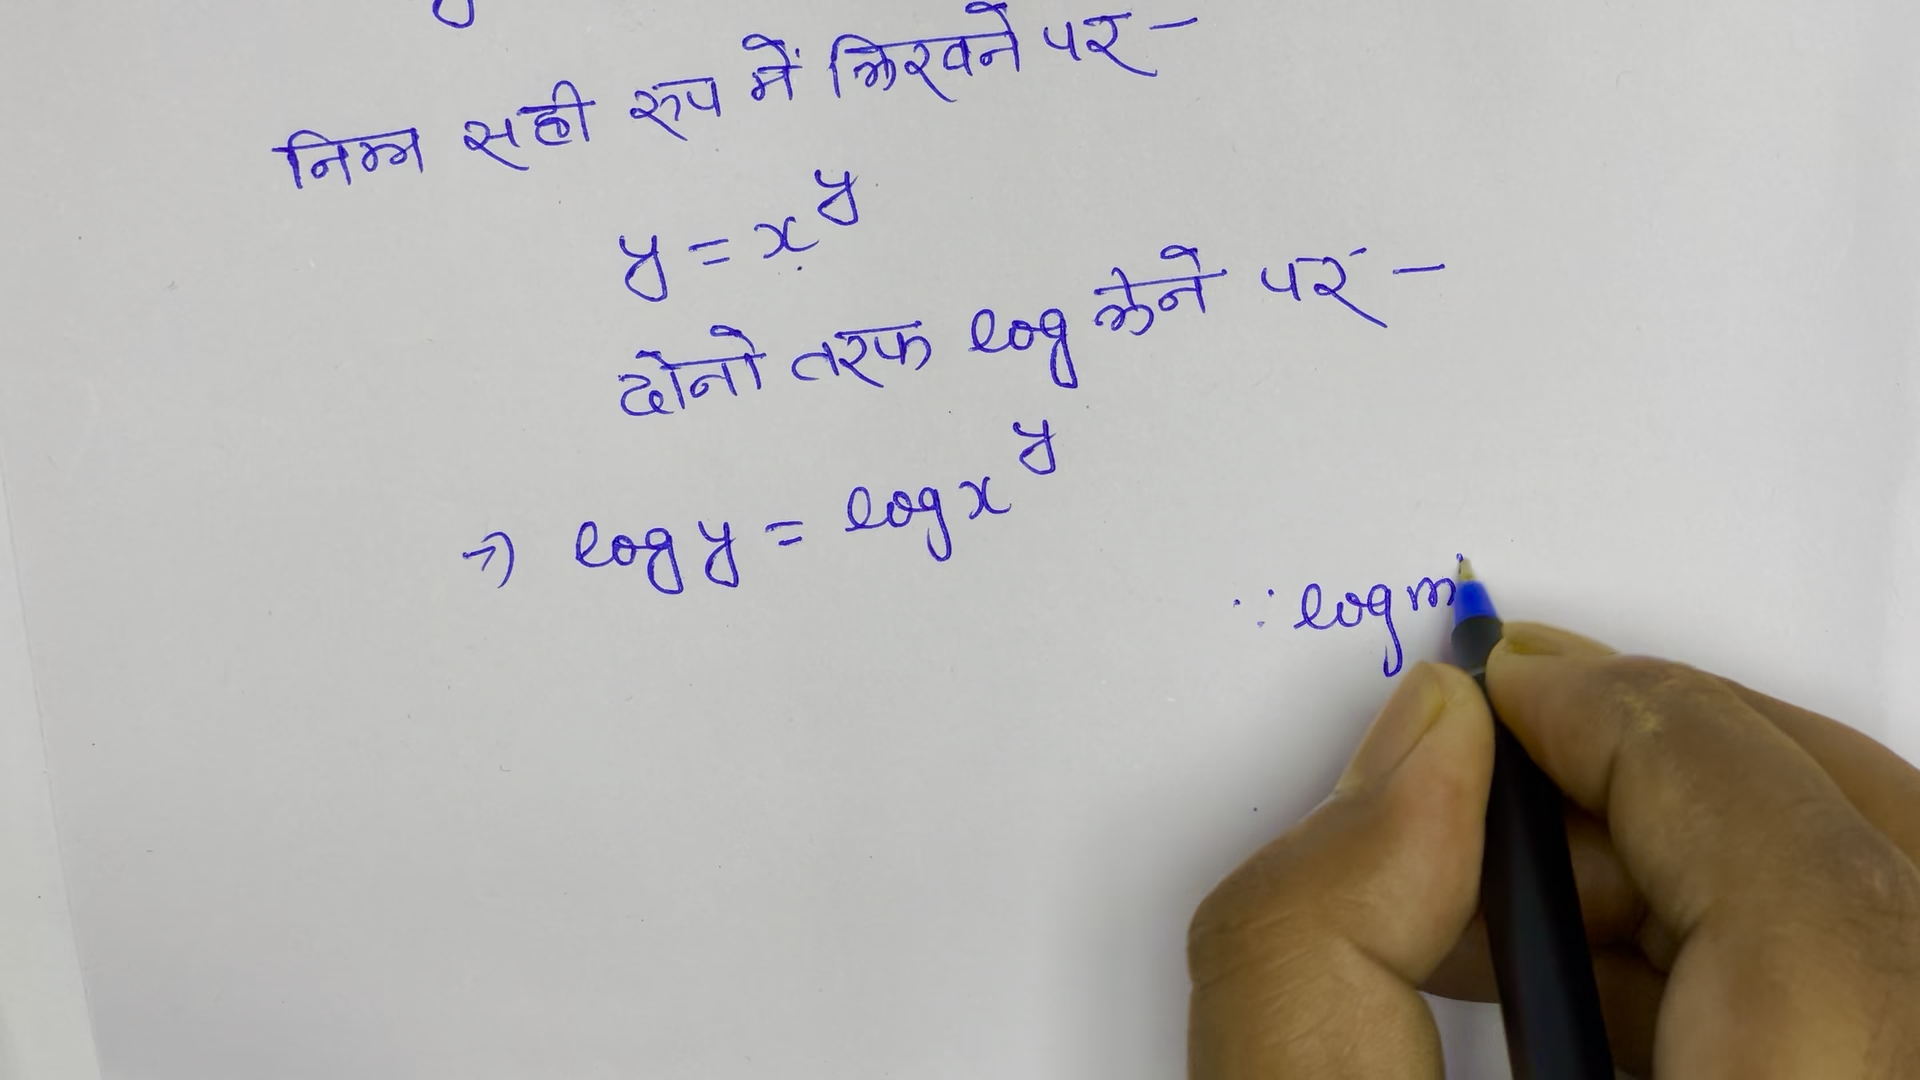 निम्न सही रुप में लिखने पर-
y = x^y
दोनो तरफ log लेने पर -
⇒ log y = log x^y
∵ log m